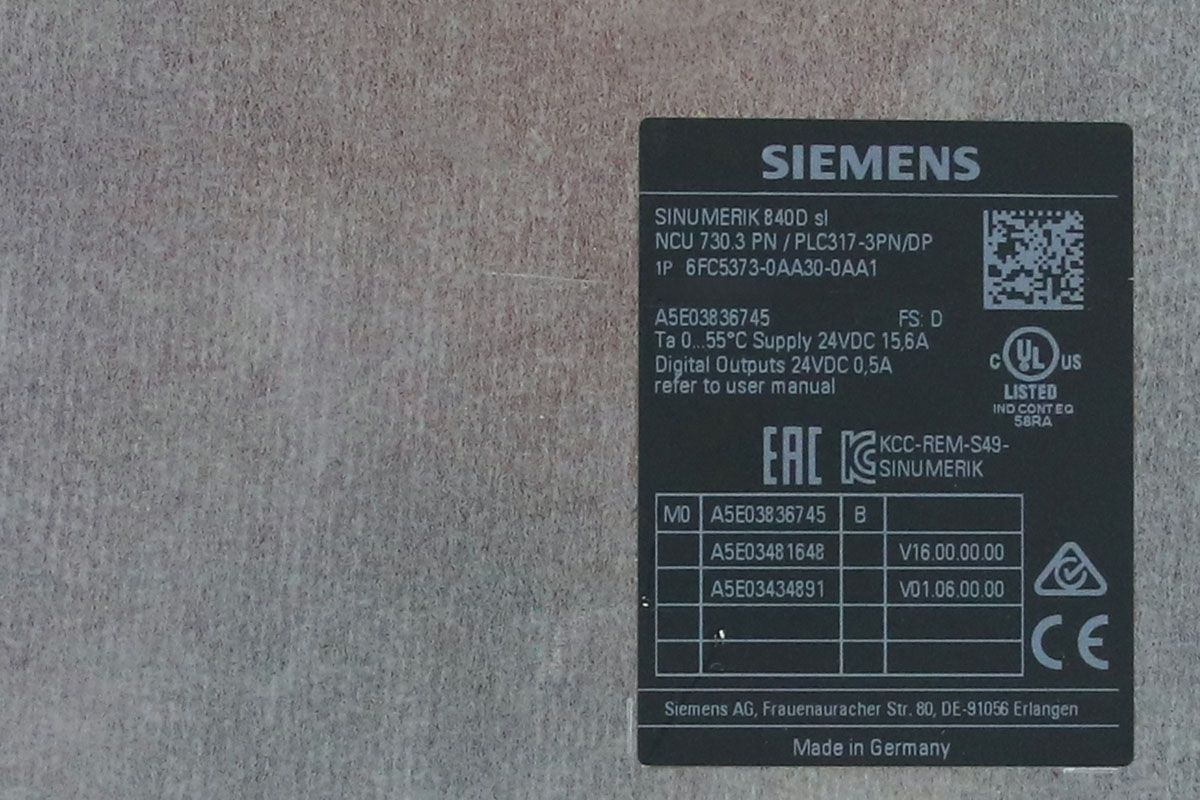 SIEMENS
SINUMERIK 840D sl
NCU 730.3 PN / PLC317-3PN/DP
1P 6FC5373-0AA30-0AA1
A5E03836745 FS: D
Ta 0...55°C Supply 24VDC 15,6A
Digital Outputs 24VDC 0,5A
refer to user manual
C UL US
LISTED
IND CONT EQ
58RA
EAC KC KCC-REM-S49-
SINUMERIK
M0 A5E03836745 B
A5E03481648 V16.00.00.00
A5E03434891 V01.06.00.00
CE
Siemens AG, Frauenauracher Str. 80, DE-91056 Erlangen
Made in Germany